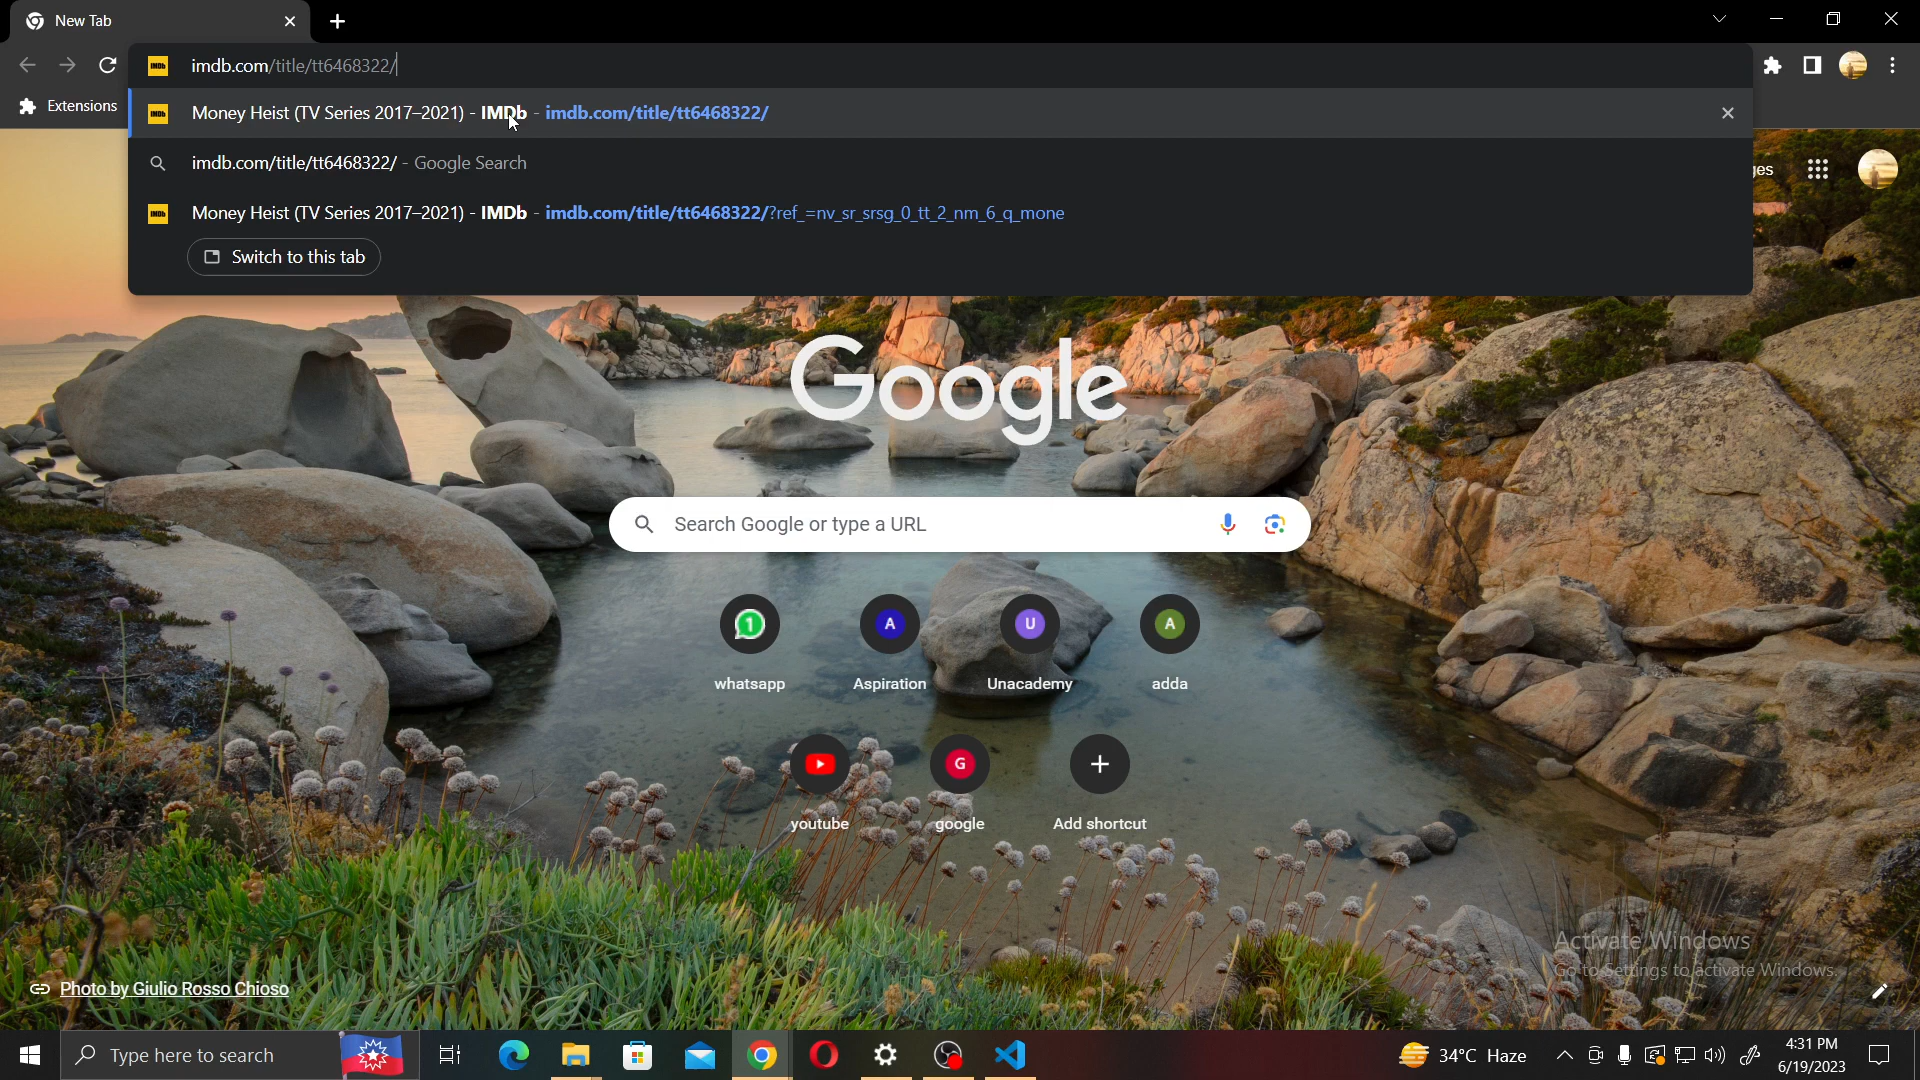 New Tab
imdb.com/title/tt6468322/
Extensions
Money Heist (TV Series 2017–2021) - IMDb - imdb.com/title/tt6468322/
imdb.com/title/tt6468322/ - Google Search
ges
Money Heist (TV Series 2017–2021) - IMDb - imdb.com/title/tt6468322/?ref_=nv_sr_srsg_0_tt_2_nm_6_q_mone
Switch to this tab
Google
Search Google or type a URL
1 A U A
whatsapp Aspiration Unacademy adda
G
youtube google Add shortcut
Activate Windows
Go to Settings to activate Windows.
Photo by Giulio Rosso Chioso
Type here to search
34°C Haze
4:31 PM
6/19/2023